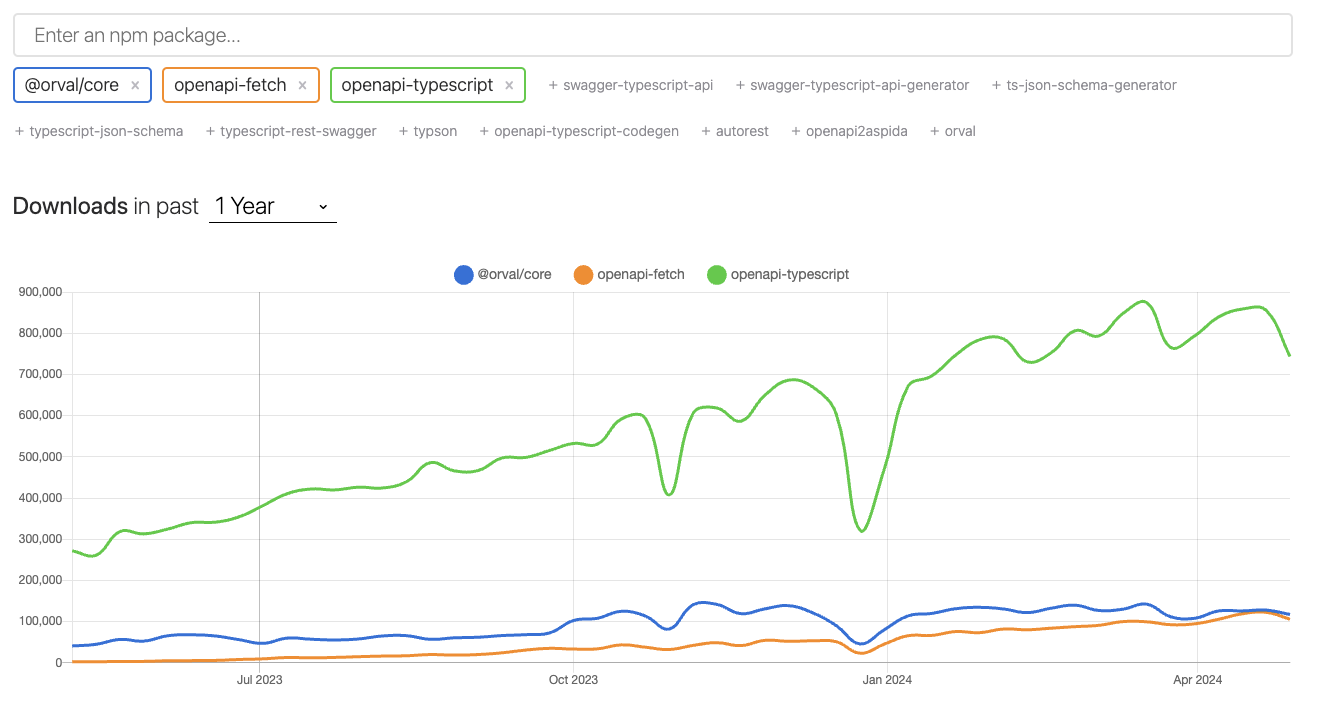 Enter an npm package...
@orval/core × openapi-fetch × openapi-typescript × + swagger-typescript-api + swagger-typescript-api-generator + ts-json-schema-generator
+ typescript-json-schema + typescript-rest-swagger + typson + openapi-typescript-codegen + autorest + openapi2aspida + orval
Downloads in past 1 Year
@orval/core openapi-fetch openapi-typescript
900,000
800,000
700,000
600,000
500,000
400,000
300,000
200,000
100,000
0
Jul 2023 Oct 2023 Jan 2024 Apr 2024